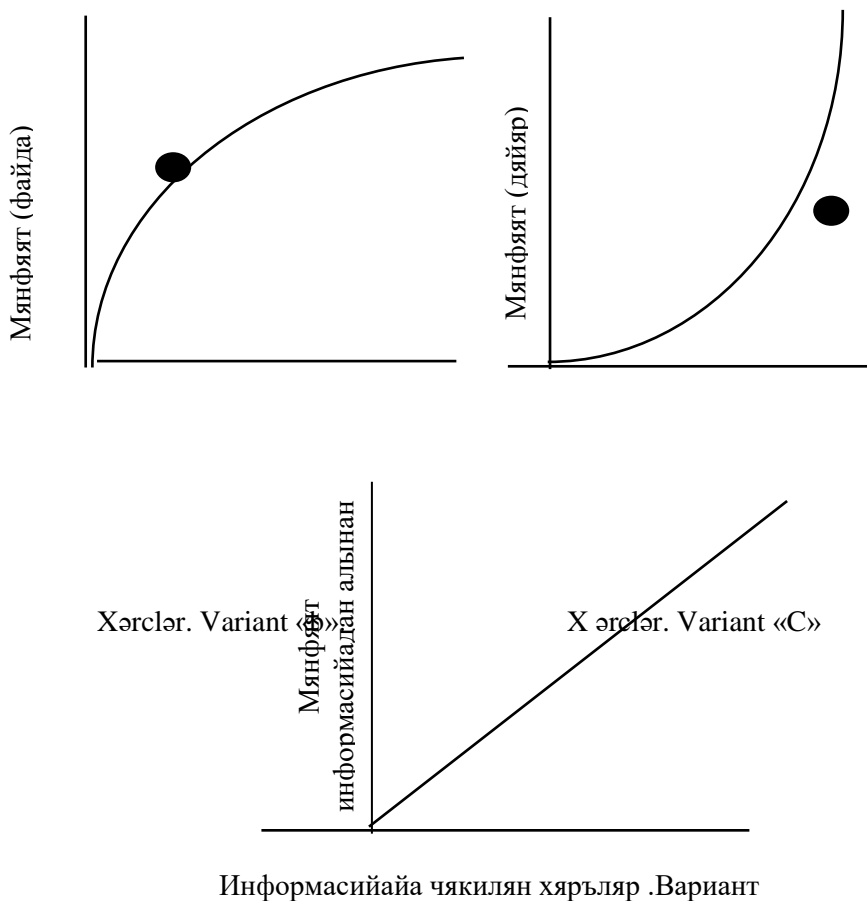 Мянфяят (файда)
Мянфяят (дяйяр)
Xərclər. Variant «b».
X ərclər. Variant «C»
Мянфяят
информасийадан алынан
Информасийайа чякилян хяръляр .Вариант